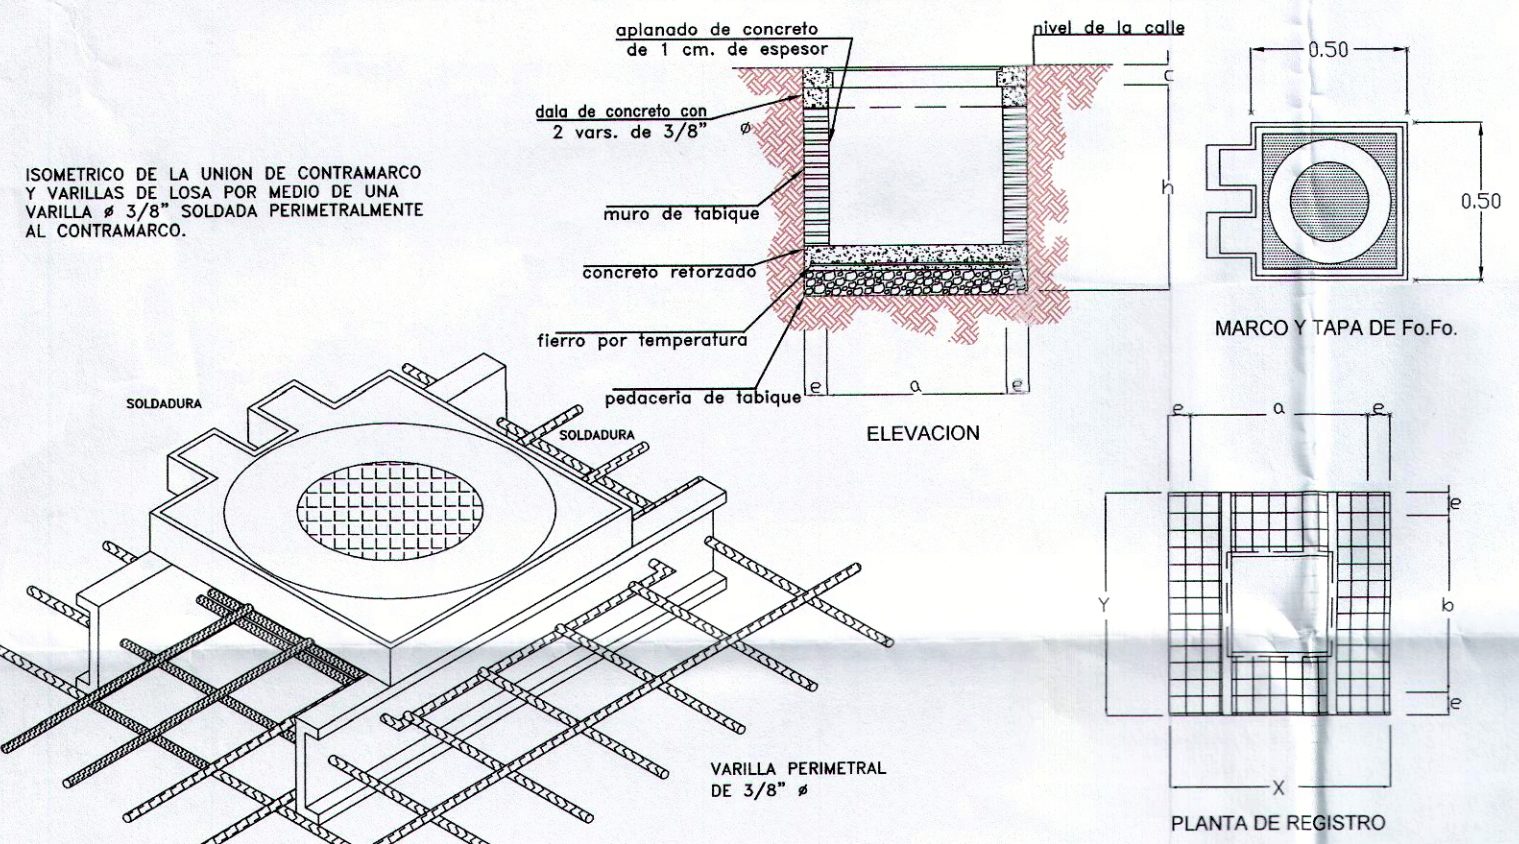 aplanado de concreto
de 1 cm. de espesor
nivel de la calle
0.50
c
dala de concreto con
2 vars. de 3/8" ø
ISOMETRICO DE LA UNION DE CONTRAMARCO
Y VARILLAS DE LOSA POR MEDIO DE UNA
VARILLA ø 3/8" SOLDADA PERIMETRALMENTE
AL CONTRAMARCO.
h
0.50
muro de tabique
concreto reforzado
MARCO Y TAPA DE Fo.Fo.
fierro por temperatura
pedaceria de tabique
e
a
e
ELEVACION
SOLDADURA
SOLDADURA
e
a
e
e
Y
b
e
X
VARILLA PERIMETRAL
DE 3/8" ø
PLANTA DE REGISTRO